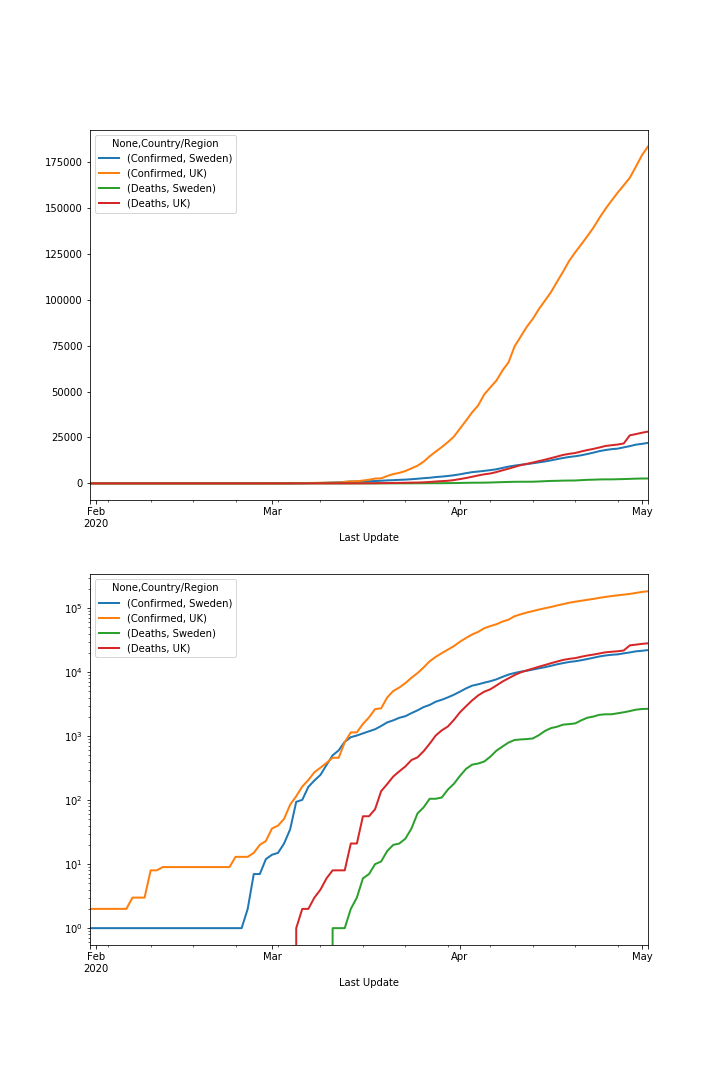 None,Country/Region
(Confirmed, Sweden)
(Confirmed, UK)
(Deaths, Sweden)
(Deaths, UK)
175000
150000
125000
100000
75000
50000
25000
0
Feb
2020
Mar
Apr
May
Last Update
None,Country/Region
(Confirmed, Sweden)
(Confirmed, UK)
(Deaths, Sweden)
(Deaths, UK)
10⁵
10⁴
10³
10²
10¹
10⁰
Feb
2020
Mar
Apr
May
Last Update